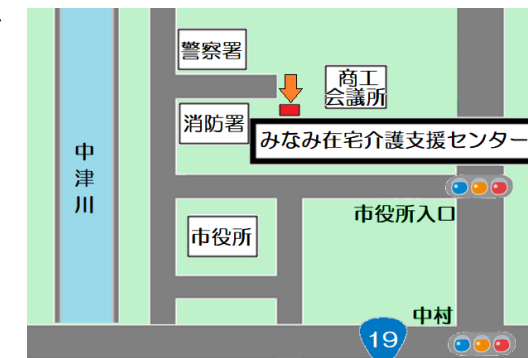 警察署
商工
会議所
消防署
みなみ在宅介護支援センター
中津川
市役所入口
市役所
中村
19